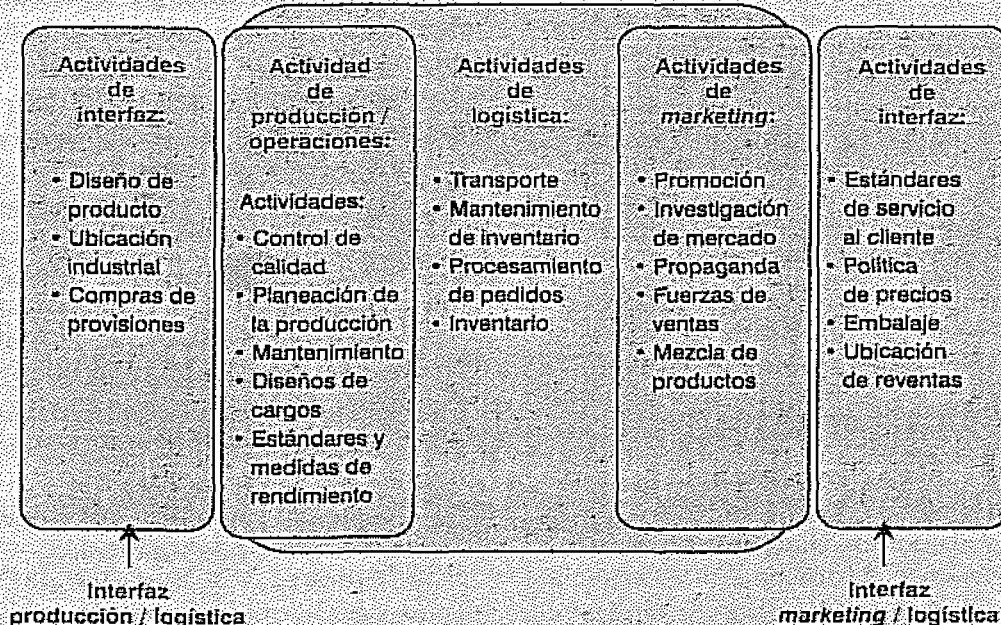 Actividades
de
interfaz:
• Diseño de
producto
• Ubicación
industrial
• Compras de
provisiones
Actividad
de
producción /
operaciones:
Actividades:
• Control de
calidad
• Planeación de
la producción
• Mantenimiento
• Diseños de
cargos
• Estándares y
medidas de
rendimiento
Actividades
de
logística:
• Transporte
• Mantenimiento
de inventario
• Procesamiento
de pedidos
• Inventario
Actividades
de
marketing:
• Promoción
• Investigación
de mercado
• Propaganda
• Fuerzas de
ventas
• Mezcla de
productos
Actividades
de
interfaz:
• Estándares
de servicio
al cliente
• Política
de precios
• Embalaje
• Ubicación
de reventas
Interfaz
producción / logística
Interfaz
marketing / logística